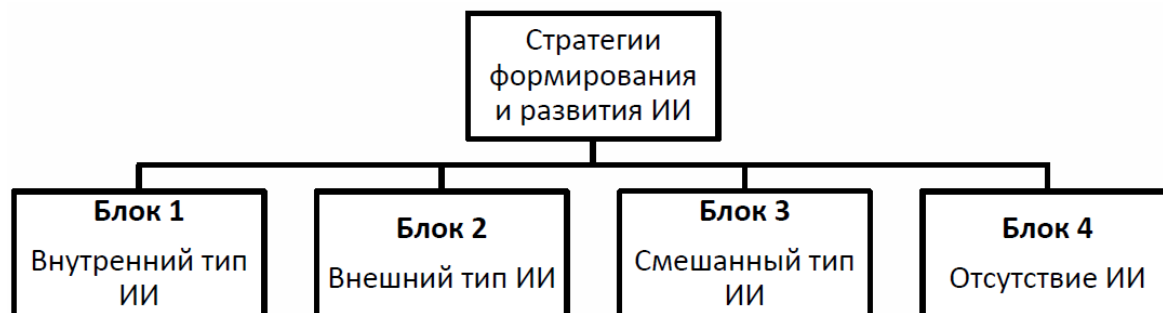 Стратегии
формирования
и развития ИИ
Блок 1
Внутренний тип
ИИ
Блок 2
Внешний тип ИИ
Блок 3
Смешанный тип
ИИ
Блок 4
Отсутствие ИИ